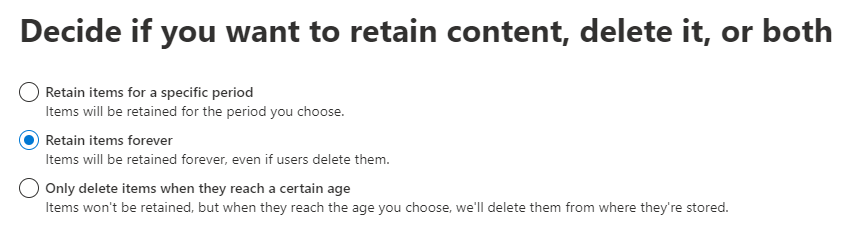 Decide if you want to retain content, delete it, or both
Retain items for a specific period
Items will be retained for the period you choose.
Retain items forever
Items will be retained forever, even if users delete them.
Only delete items when they reach a certain age
Items won't be retained, but when they reach the age you choose, we'll delete them from where they're stored.